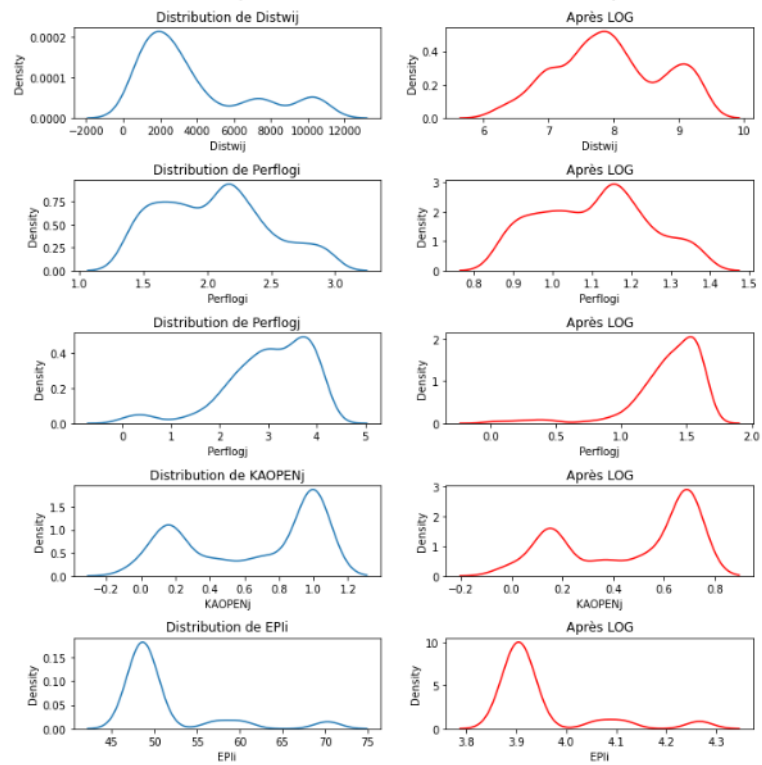 Distribution de Distwij
Après LOG
Density
0.0002
0.0001
0.0000
−2000 0 2000 4000 6000 8000 10000 12000
Distwij
Density
0.4
0.2
0.0
6 7 8 9 10
Distwij
Distribution de Perflogi
Après LOG
Density
0.75
0.50
0.25
0.00
1.0 1.5 2.0 2.5 3.0
Perflogi
Density
3
2
1
0
0.8 0.9 1.0 1.1 1.2 1.3 1.4 1.5
Perflogi
Distribution de Perflogj
Après LOG
Density
0.4
0.2
0.0
0 1 2 3 4 5
Perflogj
Density
2
1
0
0.0 0.5 1.0 1.5 2.0
Perflogj
Distribution de KAOPENj
Après LOG
Density
1.5
1.0
0.5
0.0
−0.2 0.0 0.2 0.4 0.6 0.8 1.0 1.2
KAOPENj
Density
3
2
1
0
−0.2 0.0 0.2 0.4 0.6 0.8
KAOPENj
Distribution de EPIi
Après LOG
Density
0.15
0.10
0.05
0.00
45 50 55 60 65 70 75
EPIi
Density
10
5
0
3.8 3.9 4.0 4.1 4.2 4.3
EPIi